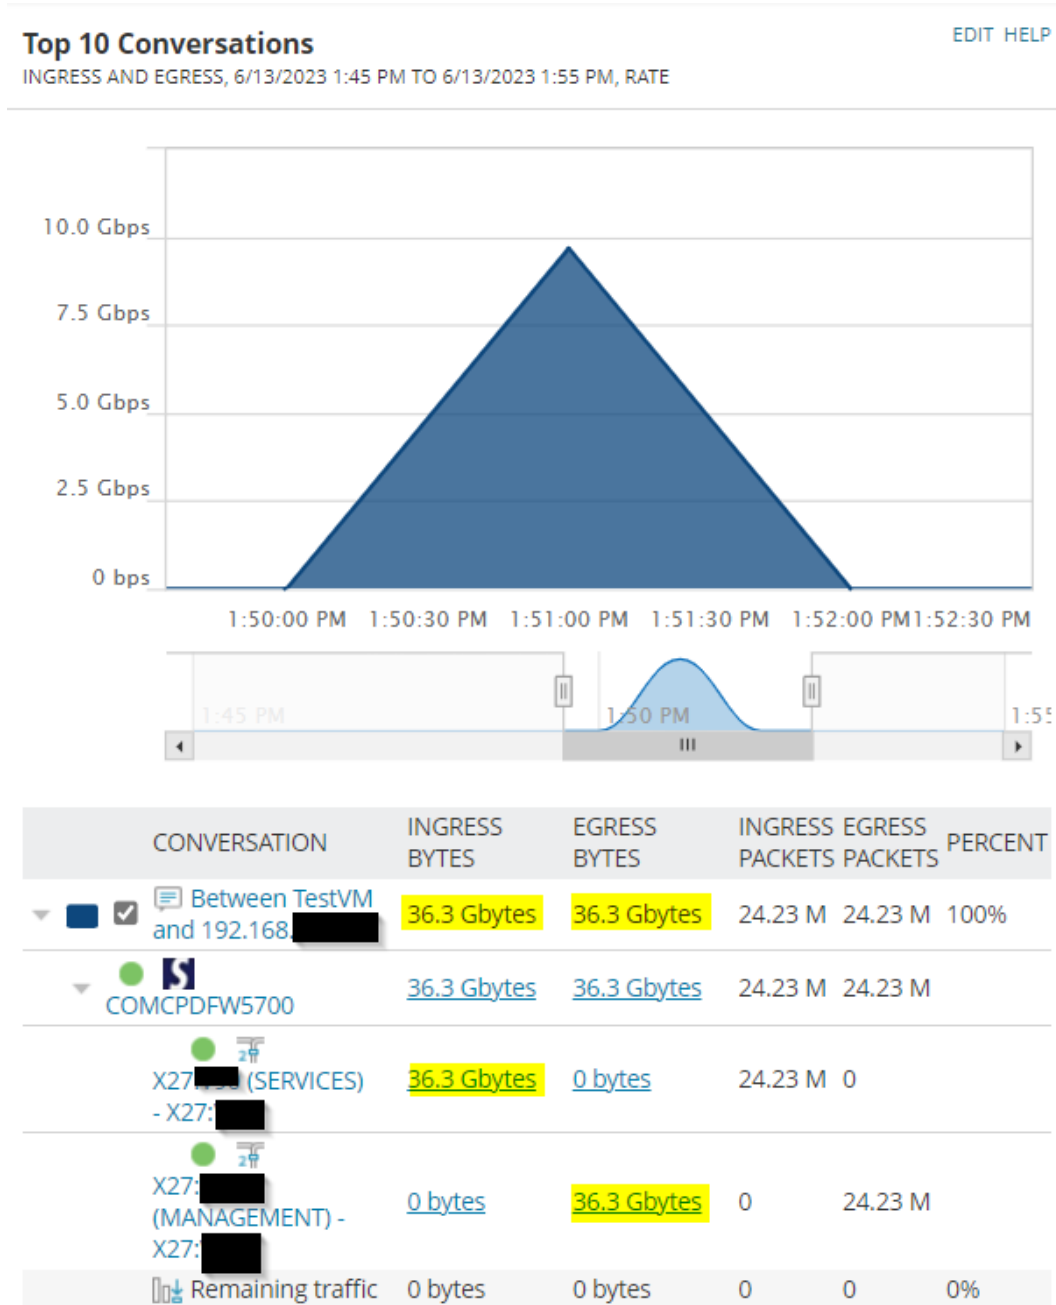 Top 10 Conversations
EDIT HELP
INGRESS AND EGRESS, 6/13/2023 1:45 PM TO 6/13/2023 1:55 PM, RATE
10.0 Gbps
7.5 Gbps
5.0 Gbps
2.5 Gbps
0 bps
1:50:00 PM 1:50:30 PM 1:51:00 PM 1:51:30 PM 1:52:00 PM 1:52:30 PM
1:45 PM 1:50 PM 1:55
CONVERSATION INGRESS BYTES EGRESS BYTES INGRESS PACKETS EGRESS PACKETS PERCENT
Between TestVM
and 192.168. 36.3 Gbytes 36.3 Gbytes 24.23 M 24.23 M 100%
COMCPDFW5700 36.3 Gbytes 36.3 Gbytes 24.23 M 24.23 M
X27 (SERVICES) 36.3 Gbytes 0 bytes 24.23 M 0
- X27:
X27:
(MANAGEMENT) - 0 bytes 36.3 Gbytes 0 24.23 M
X27:
Remaining traffic 0 bytes 0 bytes 0 0 0%